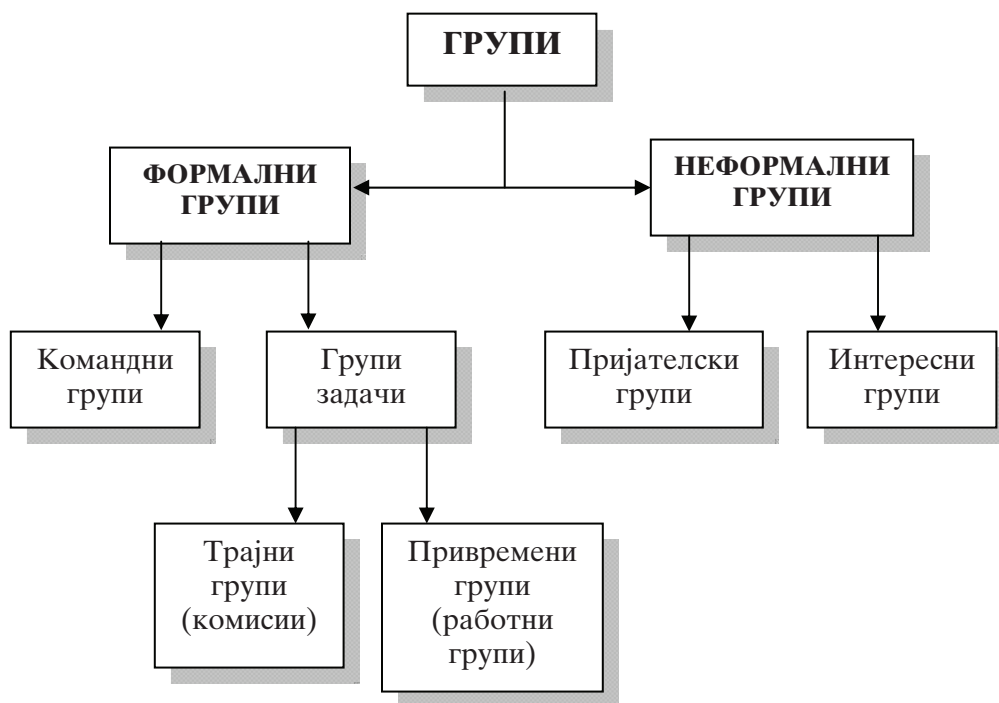 ГРУПИ
ФОРМАЛНИ
ГРУПИ
НЕФОРМАЛНИ
ГРУПИ
Командни
групи
Групи
задачи
Пријателски
групи
Интересни
групи
Трајни
групи
(комисии)
Привремени
групи
(работни
групи)